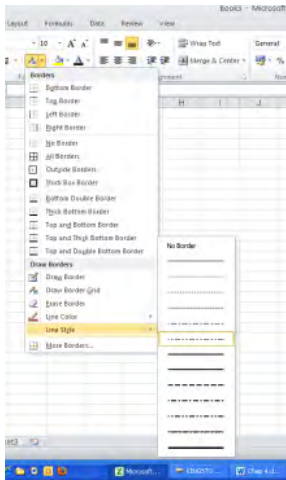 Book3 - Microsoft
Layout Formulas Data Review View
10 A A Wrap Text General
A Merge & Center %
Borders
Bottom Border
Top Border
Left Border
Right Border
No Border
All Borders
Outside Borders
Thick Box Border
Bottom Double Border
Thick Bottom Border
Top and Bottom Border
Top and Thick Bottom Border
Top and Double Bottom Border
Draw Borders
Draw Border
Draw Border Grid
Erase Border
Line Color
Line Style
More Borders...
H I J
No Border
Microsoft...
KINGSTO...
Chap 4.d...